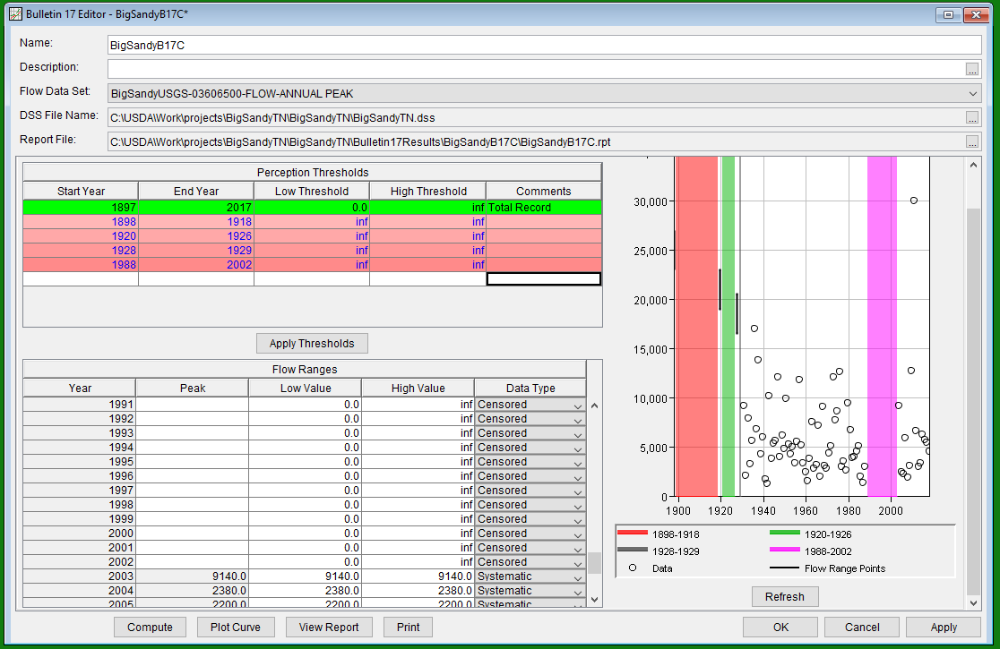 Bulletin 17 Editor - BigSandyB17C*
Name: BigSandyB17C
Description: ...
Flow Data Set: BigSandyUSGS-03606500-FLOW-ANNUAL PEAK
DSS File Name: C:\USDA\Work\projects\BigSandyTN\BigSandyTN\BigSandyTN.dss ...
Report File: C:\USDA\Work\projects\BigSandyTN\BigSandyTN\Bulletin17Results\BigSandyB17C\BigSandyB17C.rpt ...
Perception Thresholds
Start Year End Year Low Threshold High Threshold Comments
1897 2017 0.0 inf Total Record
1898 1918 inf inf
1920 1926 inf inf
1928 1929 inf inf
1988 2002 inf inf
Apply Thresholds
Flow Ranges
Year Peak Low Value High Value Data Type
1991 0.0 inf Censored
1992 0.0 inf Censored
1993 0.0 inf Censored
1994 0.0 inf Censored
1995 0.0 inf Censored
1996 0.0 inf Censored
1997 0.0 inf Censored
1998 0.0 inf Censored
1999 0.0 inf Censored
2000 0.0 inf Censored
2001 0.0 inf Censored
2002 0.0 inf Censored
2003 9140.0 9140.0 9140.0 Systematic
2004 2380.0 2380.0 2380.0 Systematic
2005 2200.0 2200.0 2200.0 Systematic
30,000
25,000
20,000
15,000
10,000
5,000
0
1900 1920 1940 1960 1980 2000
1898-1918 1920-1926
1928-1929 1988-2002
Data Flow Range Points
Refresh
Compute Plot Curve View Report Print OK Cancel Apply